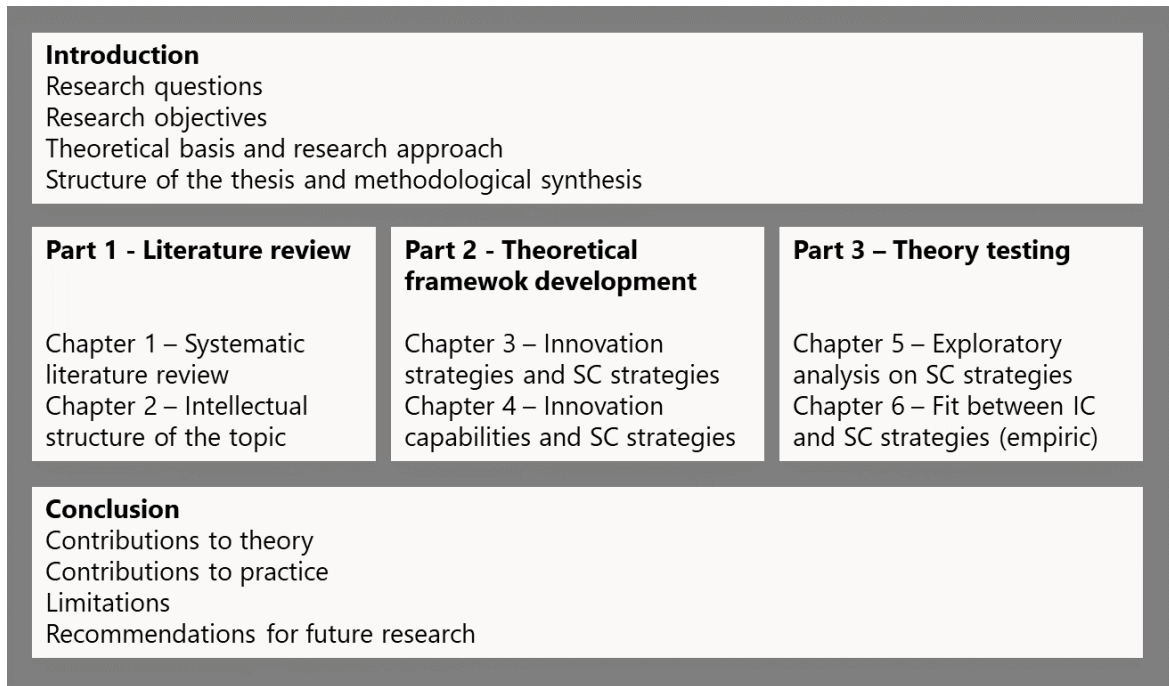 Introduction
Research questions
Research objectives
Theoretical basis and research approach
Structure of the thesis and methodological synthesis
Part 1 - Literature review
Chapter 1 – Systematic
literature review
Chapter 2 – Intellectual
structure of the topic
Part 2 - Theoretical
framewok development
Chapter 3 – Innovation
strategies and SC strategies
Chapter 4 – Innovation
capabilities and SC strategies
Part 3 – Theory testing
Chapter 5 – Exploratory
analysis on SC strategies
Chapter 6 – Fit between IC
and SC strategies (empiric)
Conclusion
Contributions to theory
Contributions to practice
Limitations
Recommendations for future research